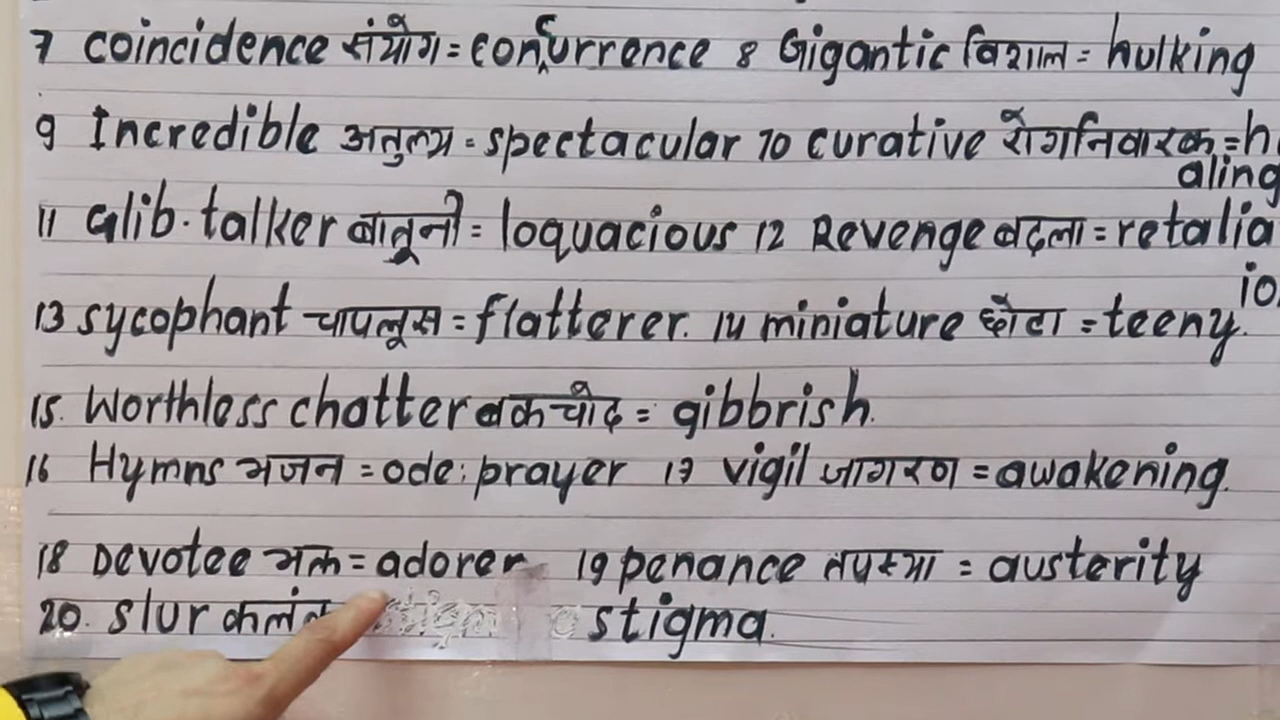 7 coincidence संयोग = concurrence 8 Gigantic विशाल = hulking
9 Incredible अतुल्य = spectacular 10 curative रोगनिवारक = h
aling
11 Glib.talker बातूनी = loquacious 12 Revenge बदला = retalia
io
13 sycophant चापलूस = flatterer. 14 miniature छोटा = teeny.
15. Worthless chatter बकचोद = gibbrish.
16 Hymns भजन = ode: prayer 17 vigil जागरण = awakening.
18 Devotee भक्त = adorer 19 penance तपस्या = austerity
20. slur stigma.